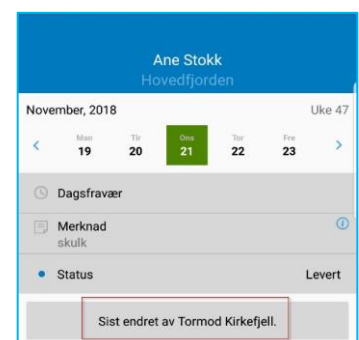 Ane Stokk
Hovedfjorden
November, 2018 Uke 47
Man Tir Ons Tor Fre
< 19 20 21 22 23 >
Dagsfravær
Merknad
skulk
Status Levert
Sist endret av Tormod Kirkefjell.